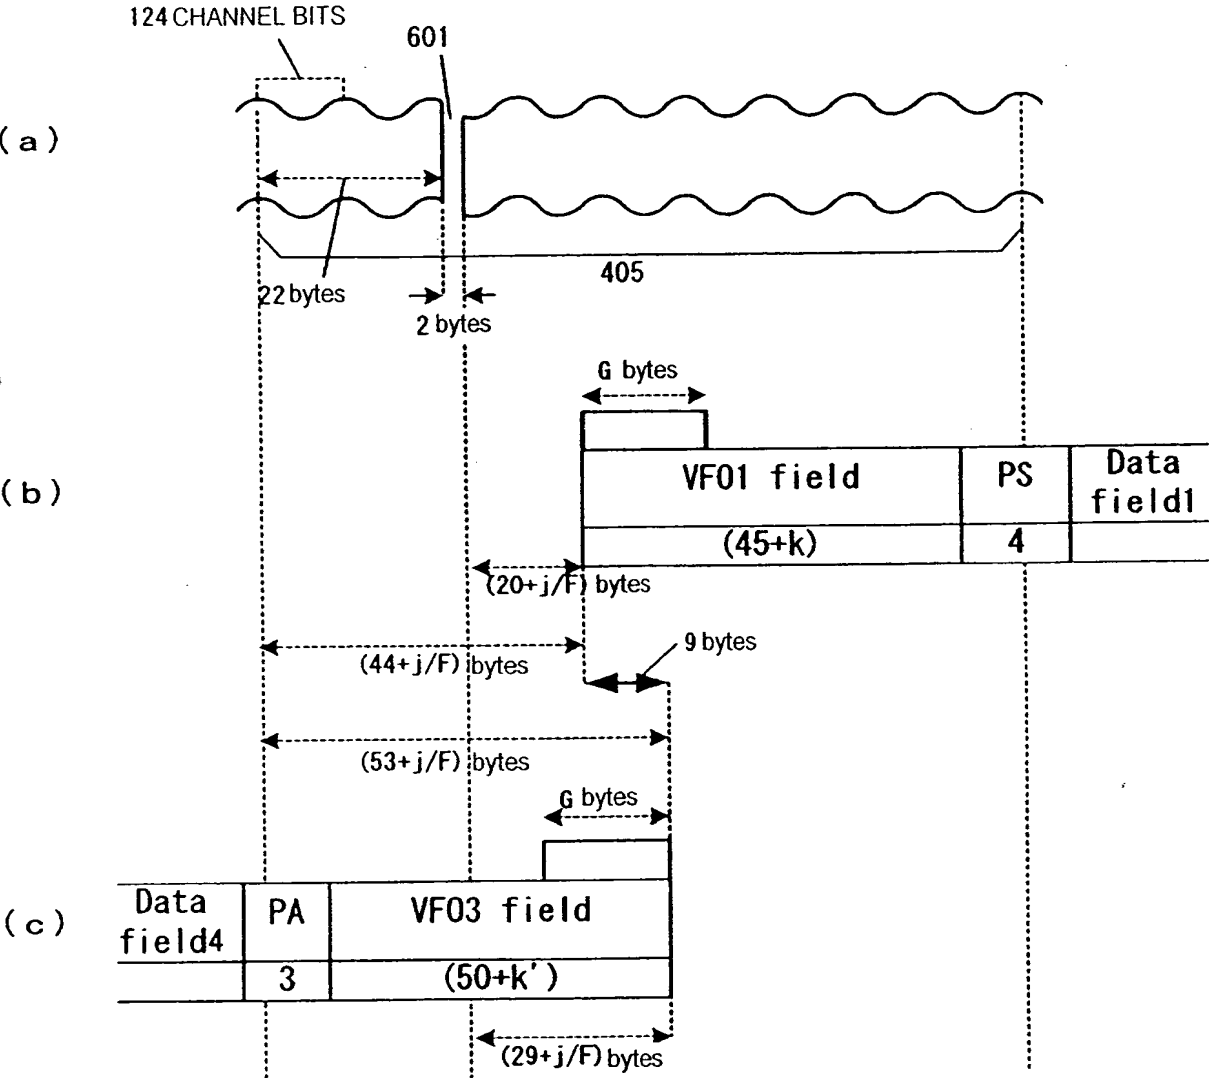 124 CHANNEL BITS
601
(a)
22 bytes
405
2 bytes
G bytes
(b)
VFO1 field
PS
Data
field1
(45+k)
4
(20+j/F) bytes
(44+j/F) bytes
9 bytes
(53+j/F) bytes
G bytes
(c)
Data
field4
PA
VFO3 field
3
(50+k')
(29+j/F) bytes